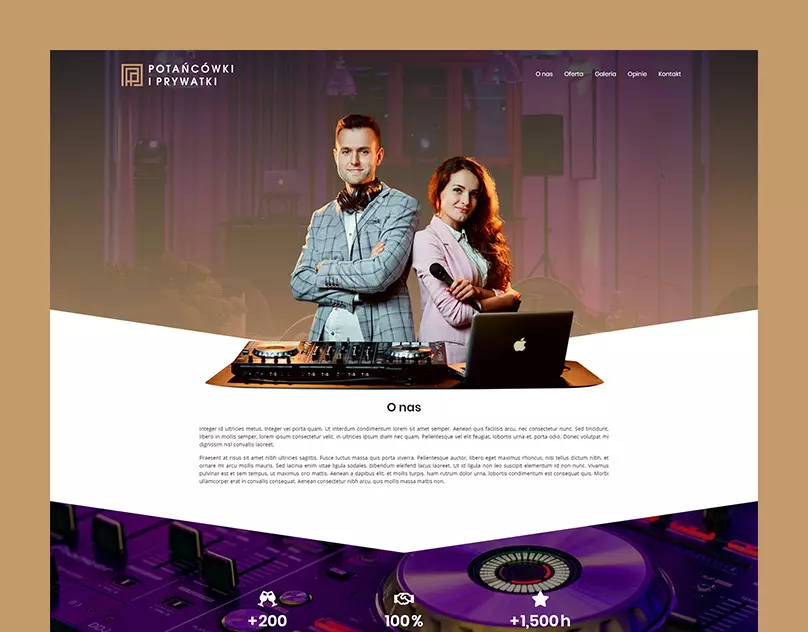 POTAŃCÓWKI
I PRYWATKI
O nas Oferta Galeria Opinie Kontakt
O nas
Integer id ultricies metus. Integer vel porta quam. Ut interdum condimentum lorem sit amet semper. Aenean quis facilisis arcu, nec consectetur nunc. Sed tincidunt,
libero in mollis semper, lorem ipsum consectetur velit, in ultricies ipsum diam nec quam. Pellentesque vel elit feugiat, lobortis urna et, porta odio. Donec volutpat mi
dignissim nisl convallis laoreet.
Praesent at risus sit amet nibh ultricies sagittis. Fusce luctus massa quis porta viverra. Pellentesque auctor, libero eget maximus rhoncus, nisi tellus dictum nibh, et
ornare mi arcu mollis mauris. Sed lacinia enim vitae ligula sodales, bibendum eleifend lacus laoreet. Ut id ligula non leo suscipit elementum id non nunc. Vivamus
pulvinar est et sem tempus, ut maximus orci mattis. Aenean a dapibus elit, et mollis turpis. Nam rutrum dolor urna, lobortis condimentum est consequat quis. Morbi
ullamcorper erat in convallis consequat. Aenean consectetur nibh arcu, quis mollis massa mattis non.
+200 100% +1,500h